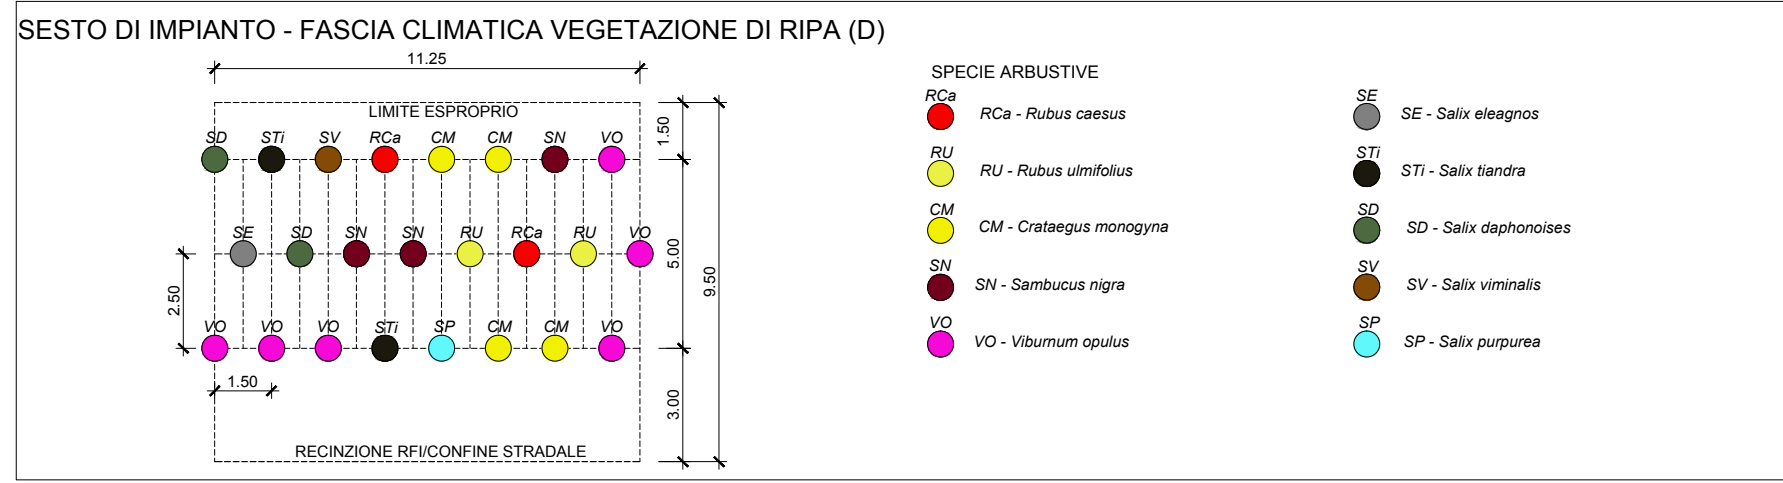 SESTO DI IMPIANTO - FASCIA CLIMATICA VEGETAZIONE DI RIPA (D)
11.25
LIMITE ESPROPRIO
SD STi SV RCa CM CM SN VO
1.50
SE SD SN SN RU RCa RU VO
5.00
9.50
2.50
VO VO VO STi SP CM CM VO
1.50
3.00
RECINZIONE RFI/CONFINE STRADALE
SPECIE ARBUSTIVE
RCa
RCa - Rubus caesus
RU
RU - Rubus ulmifolius
CM
CM - Crataegus monogyna
SN
SN - Sambucus nigra
VO
VO - Viburnum opulus
SE
SE - Salix eleagnos
STi
STi - Salix tiandra
SD
SD - Salix daphonoises
SV
SV - Salix viminalis
SP
SP - Salix purpurea